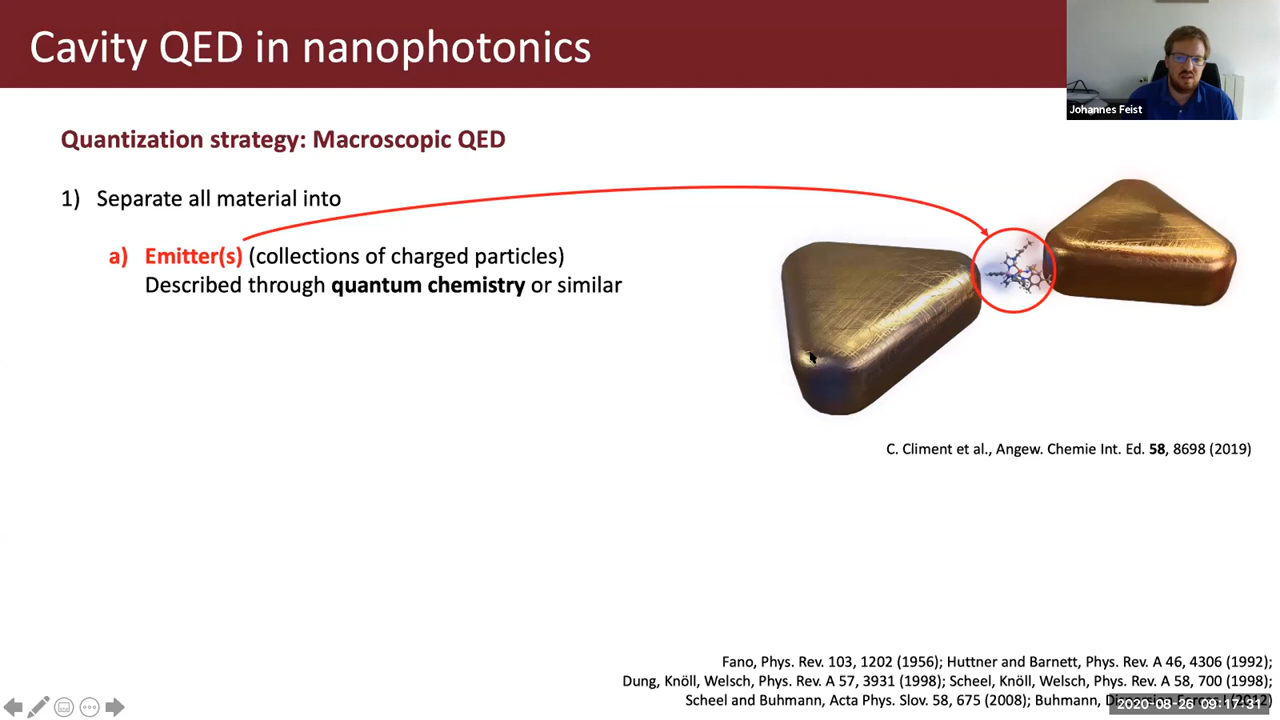 Cavity QED in nanophotonics
Johannes Feist
Quantization strategy: Macroscopic QED
1) Separate all material into
a) Emitter(s) (collections of charged particles)
Described through quantum chemistry or similar
C. Climent et al., Angew. Chemie Int. Ed. 58, 8698 (2019)
Fano, Phys. Rev. 103, 1202 (1956); Huttner and Barnett, Phys. Rev. A 46, 4306 (1992);
Dung, Knöll, Welsch, Phys. Rev. A 57, 3931 (1998); Scheel, Knöll, Welsch, Phys. Rev. A 58, 700 (1998);
Scheel and Buhmann, Acta Phys. Slov. 58, 675 (2008); Buhmann,
2020-08-26 09:17:31